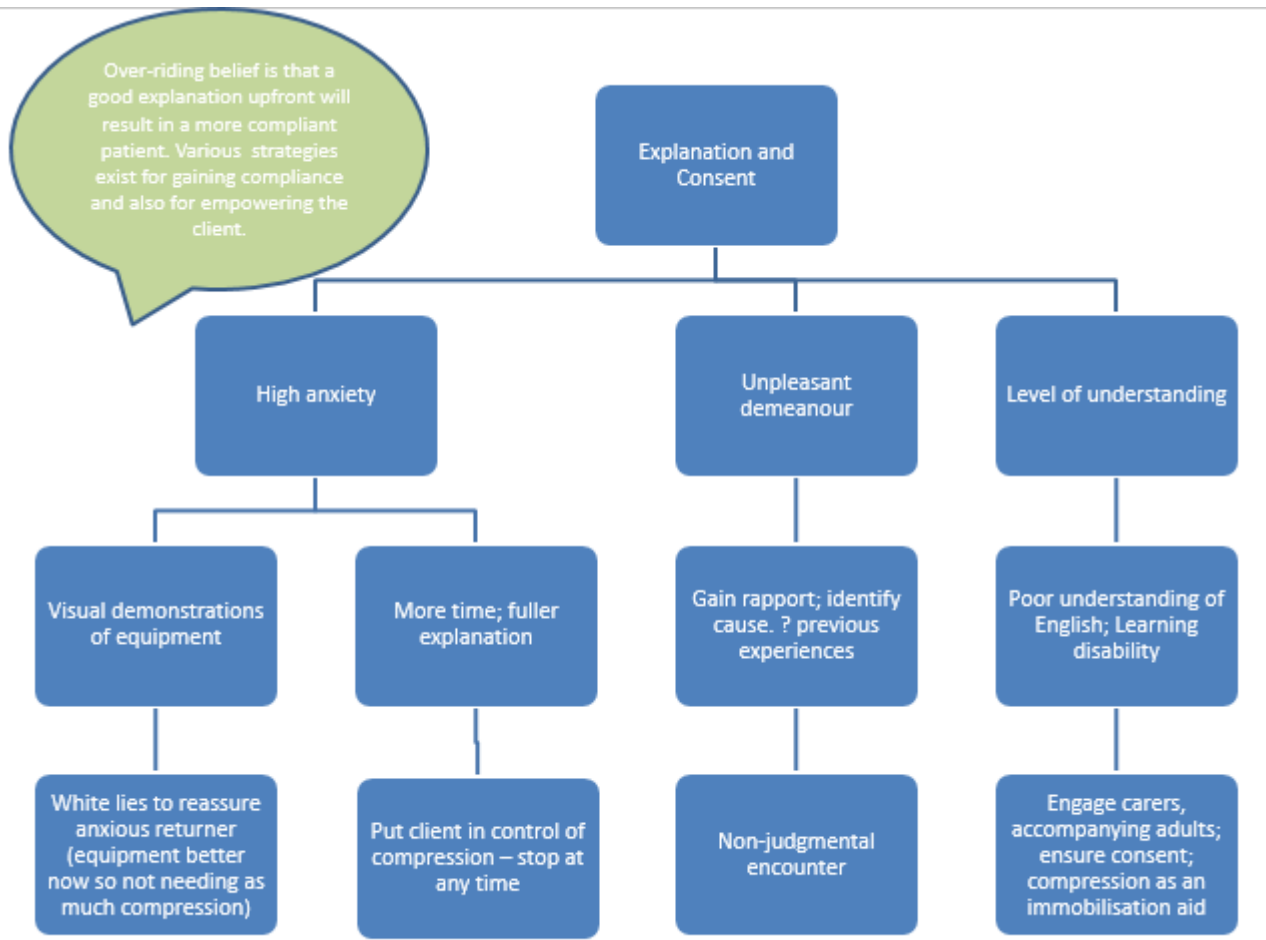 Over-riding belief is that a
good explanation upfront will
result in a more compliant
patient. Various strategies
exist for gaining compliance
and also for empowering the
client.
Explanation and
Consent
High anxiety
Unpleasant
demeanour
Level of understanding
Visual demonstrations
of equipment
More time; fuller
explanation
Gain rapport; identify
cause. ? previous
experiences
Poor understanding of
English; Learning
disability
White lies to reassure
anxious returner
(equipment better
now so not needing as
much compression)
Put client in control of
compression – stop at
any time
Non-judgmental
encounter
Engage carers,
accompanying adults;
ensure consent;
compression as an
immobilisation aid